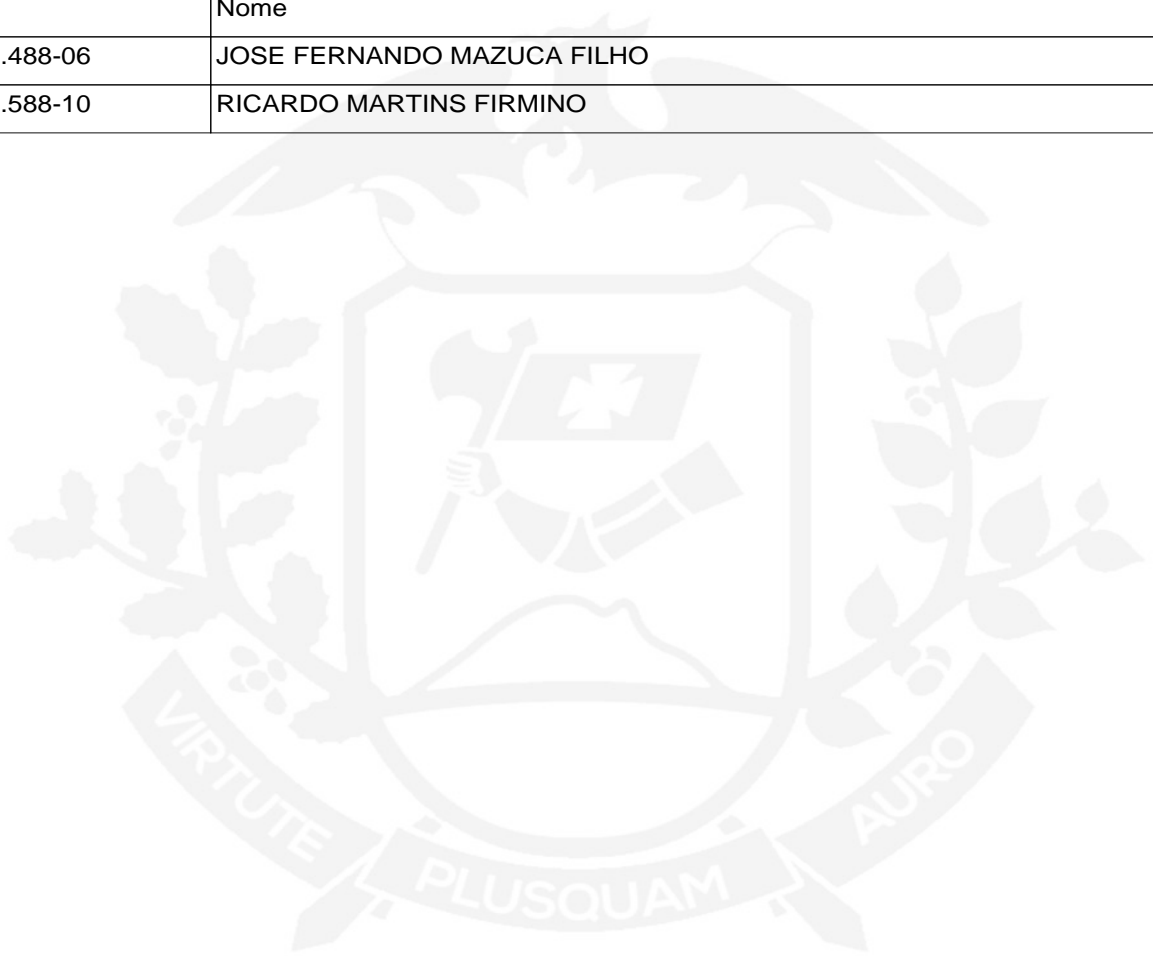 Nome
.488-06 JOSE FERNANDO MAZUCA FILHO
.588-10 RICARDO MARTINS FIRMINO
VIRTUTE PLUSQUAM AURO